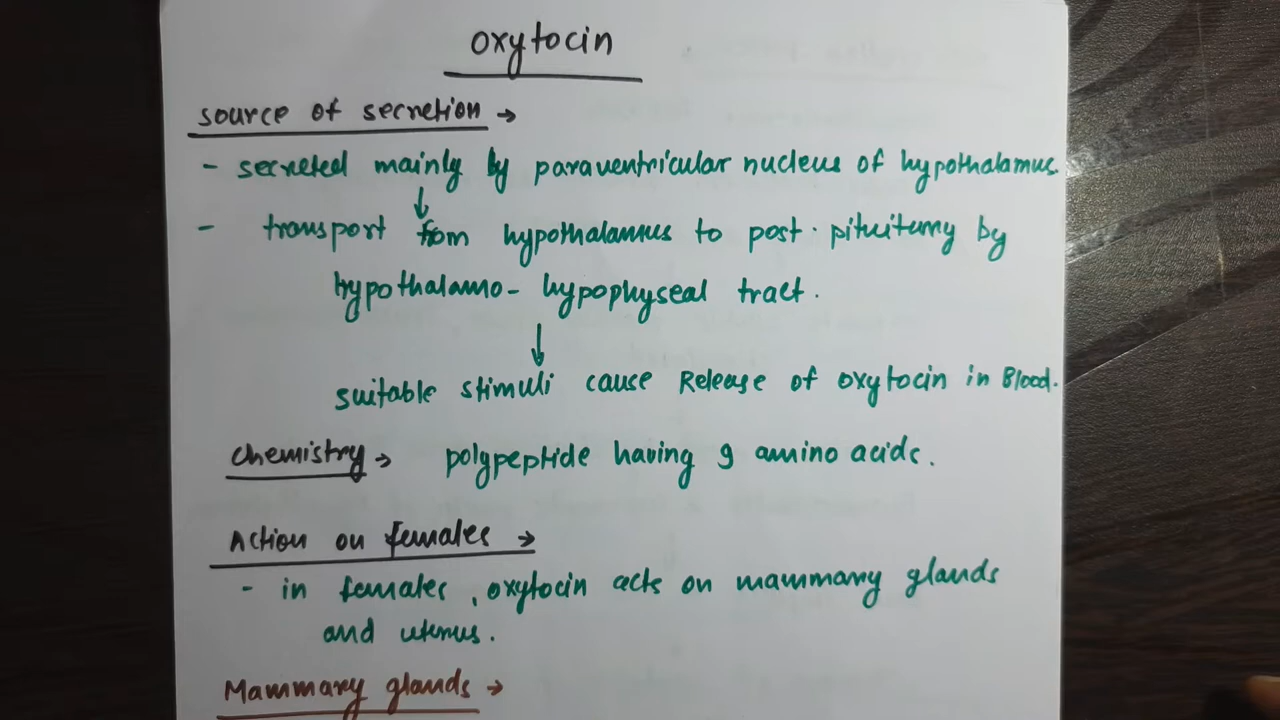 oxytocin
source of secretion →
- secreted mainly by paraventricular nucleus of hypothalamus.
↓
- transport from hypothalamus to post. pituitary by
hypothalamo - hypophyseal tract.
↓
suitable stimuli cause Release of oxytocin in Blood.
chemistry → polypeptide having 9 amino acids.
Action on females →
- in females, oxytocin acts on mammary glands
and uterus.
Mammary glands →